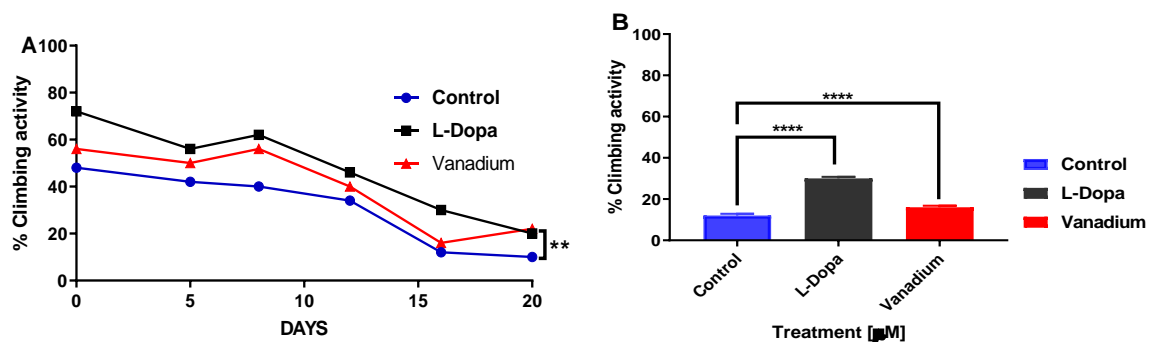 A
100
80
60
40
20
0
% Climbing activity
0 5 10 15 20
DAYS
Control
L-Dopa
Vanadium
**
B
100
80
60
40
20
0
% Climbing activity
****
****
Control
L-Dopa
Vanadium
Treatment [μM]
Control
L-Dopa
Vanadium